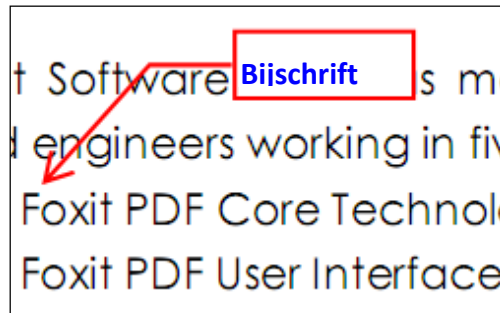 t Software Bijschrift s m
engineers working in fiv
Foxit PDF Core Technol
Foxit PDF User Interface